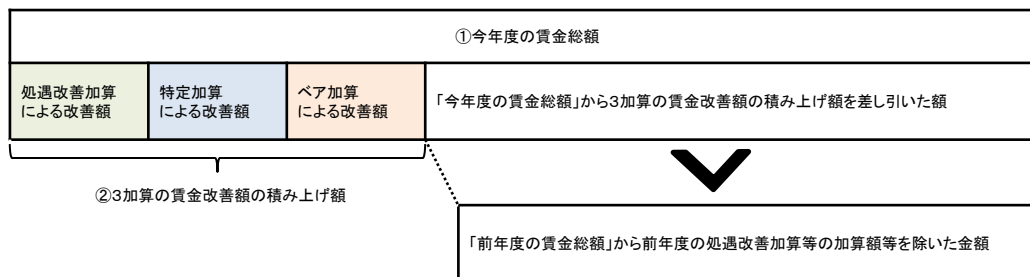 ①今年度の賃金総額
処遇改善加算
による改善額
特定加算
による改善額
ベア加算
による改善額
「今年度の賃金総額」から3加算の賃金改善額の積み上げ額を差し引いた額
②3加算の賃金改善額の積み上げ額
「前年度の賃金総額」から前年度の処遇改善加算等の加算額等を除いた金額